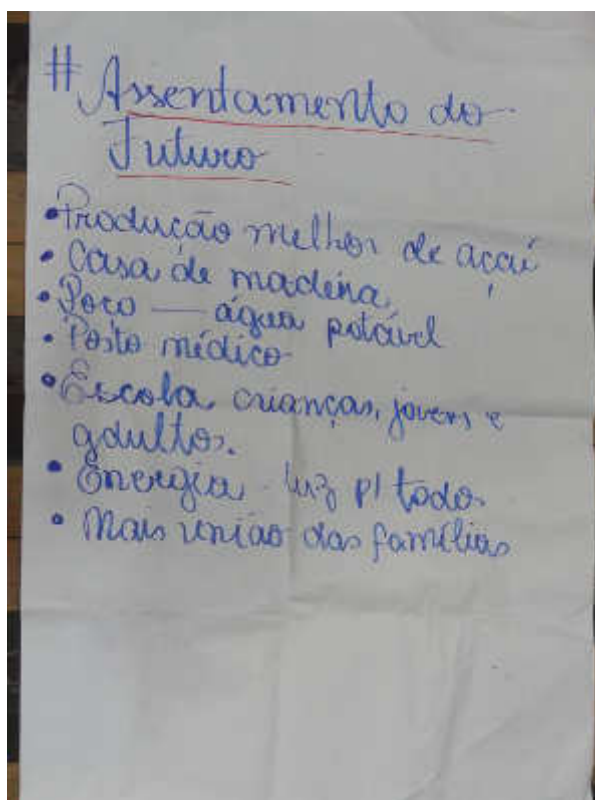 # Assentamento do
Futuro
• Produção melhor de açaí
• Casa de madeira,
• Poço — água potável
• Posto médico
• Escola crianças, jovens e
adultos.
• Energia - luz p/ todos
• Mais união das famílias